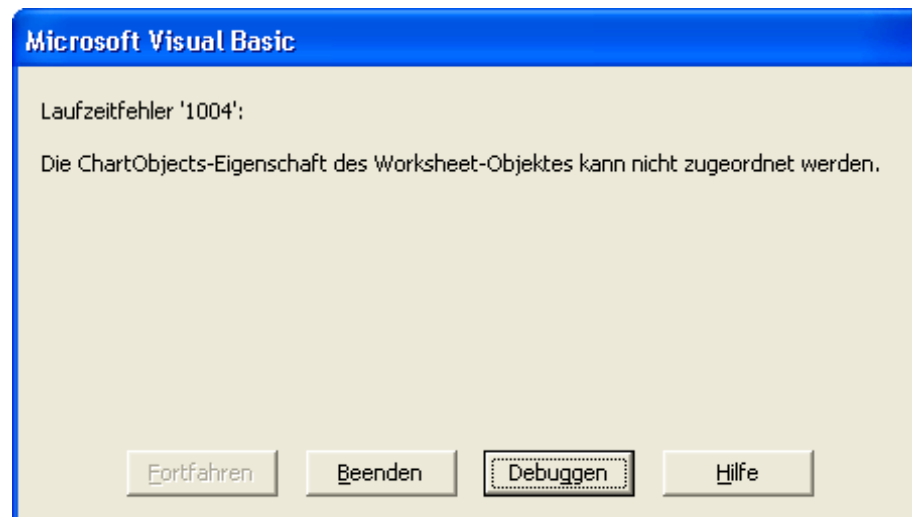 Microsoft Visual Basic
Laufzeitfehler '1004':
Die ChartObjects-Eigenschaft des Worksheet-Objektes kann nicht zugeordnet werden.
Fortfahren Beenden Debuggen Hilfe